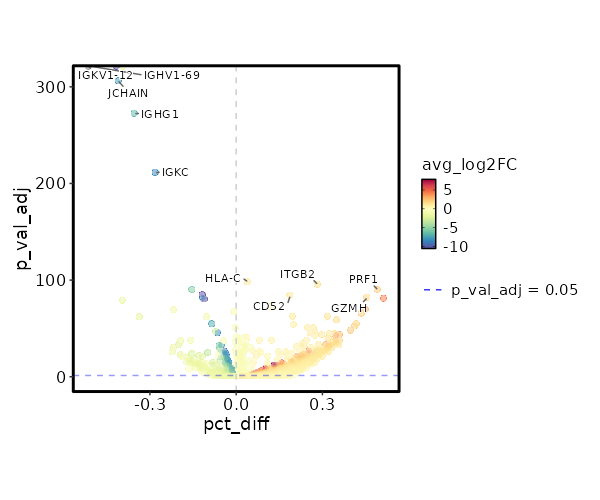 300
200
100
0
p_val_adj
IGKV1-12
IGHV1-69
JCHAIN
IGHG1
IGKC
HLA-C
ITGB2
PRF1
CD52
GZMH
-0.3
0.0
0.3
pct_diff
avg_log2FC
5
0
-5
-10
p_val_adj = 0.05